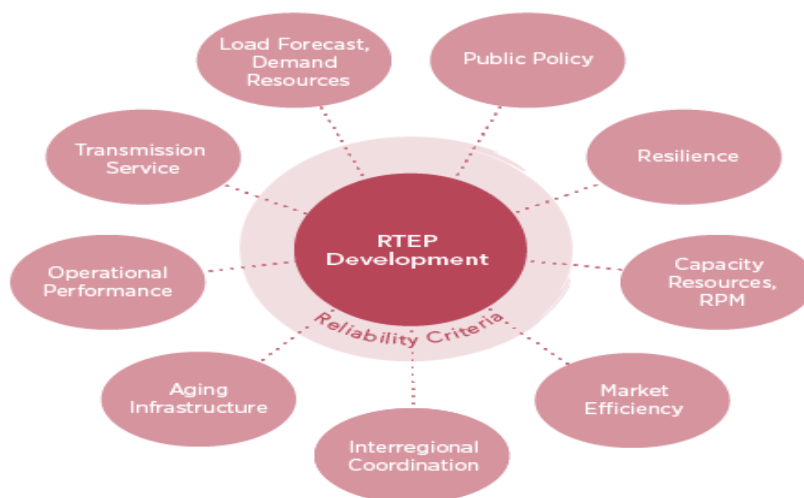 Load Forecast,
Demand
Resources
Public Policy
Transmission
Service
Resilience
RTEP
Development
Operational
Performance
Capacity
Resources,
RPM
Reliability Criteria
Aging
Infrastructure
Market
Efficiency
Interregional
Coordination